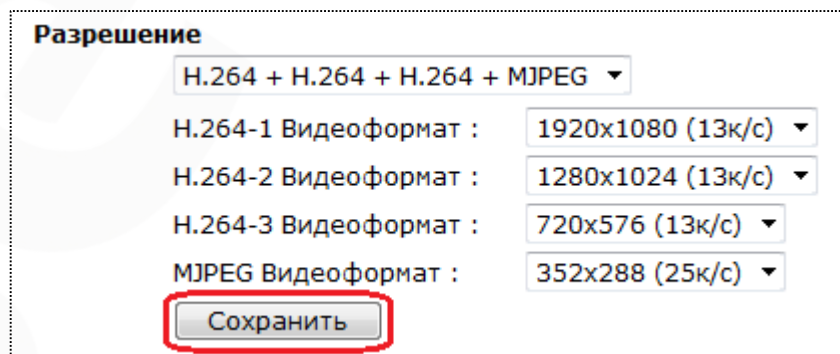 Разрешение
H.264 + H.264 + H.264 + MJPEG
H.264-1 Видеоформат : 1920x1080 (13к/с)
H.264-2 Видеоформат : 1280x1024 (13к/с)
H.264-3 Видеоформат : 720x576 (13к/с)
MJPEG Видеоформат : 352x288 (25к/с)
Сохранить